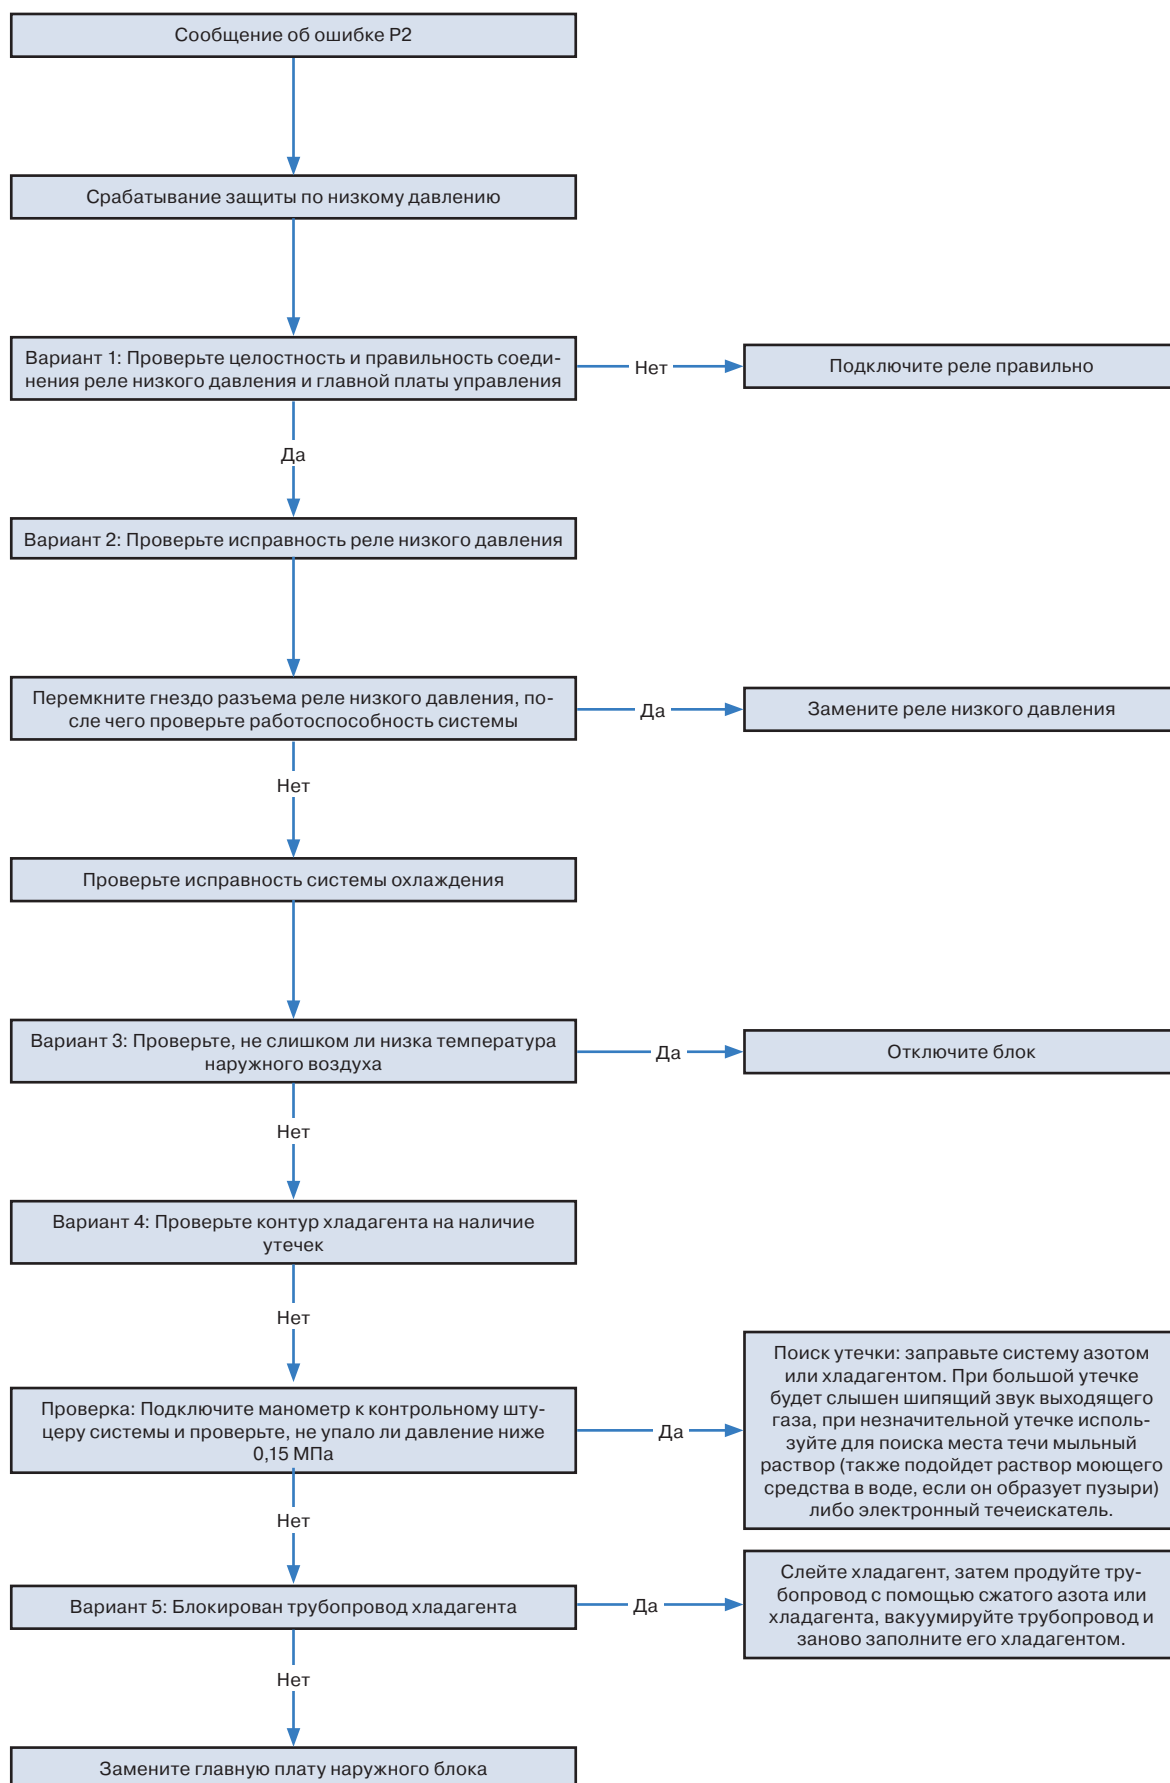 Сообщение об ошибке P2
Срабатывание защиты по низкому давлению
Вариант 1: Проверьте целостность и правильность соеди-
нения реле низкого давления и главной платы управления
Нет
Подключите реле правильно
Да
Вариант 2: Проверьте исправность реле низкого давления
Перемкните гнездо разъема реле низкого давления, по-
сле чего проверьте работоспособность системы
Да
Замените реле низкого давления
Нет
Проверьте исправность системы охлаждения
Вариант 3: Проверьте, не слишком ли низка температура
наружного воздуха
Да
Отключите блок
Нет
Вариант 4: Проверьте контур хладагента на наличие
утечек
Нет
Проверка: Подключите манометр к контрольному шту-
церу системы и проверьте, не упало ли давление ниже
0,15 МПа
Да
Поиск утечки: заправьте систему азотом
или хладагентом. При большой утечке
будет слышен шипящий звук выходящего
газа, при незначительной утечке исполь-
зуйте для поиска места течи мыльный
раствор (также подойдет раствор моющего
средства в воде, если он образует пузыри)
либо электронный течеискатель.
Нет
Вариант 5: Блокирован трубопровод хладагента
Да
Слейте хладагент, затем продуйте тру-
бопровод с помощью сжатого азота или
хладагента, вакуумируйте трубопровод и
заново заполните его хладагентом.
Нет
Замените главную плату наружного блока